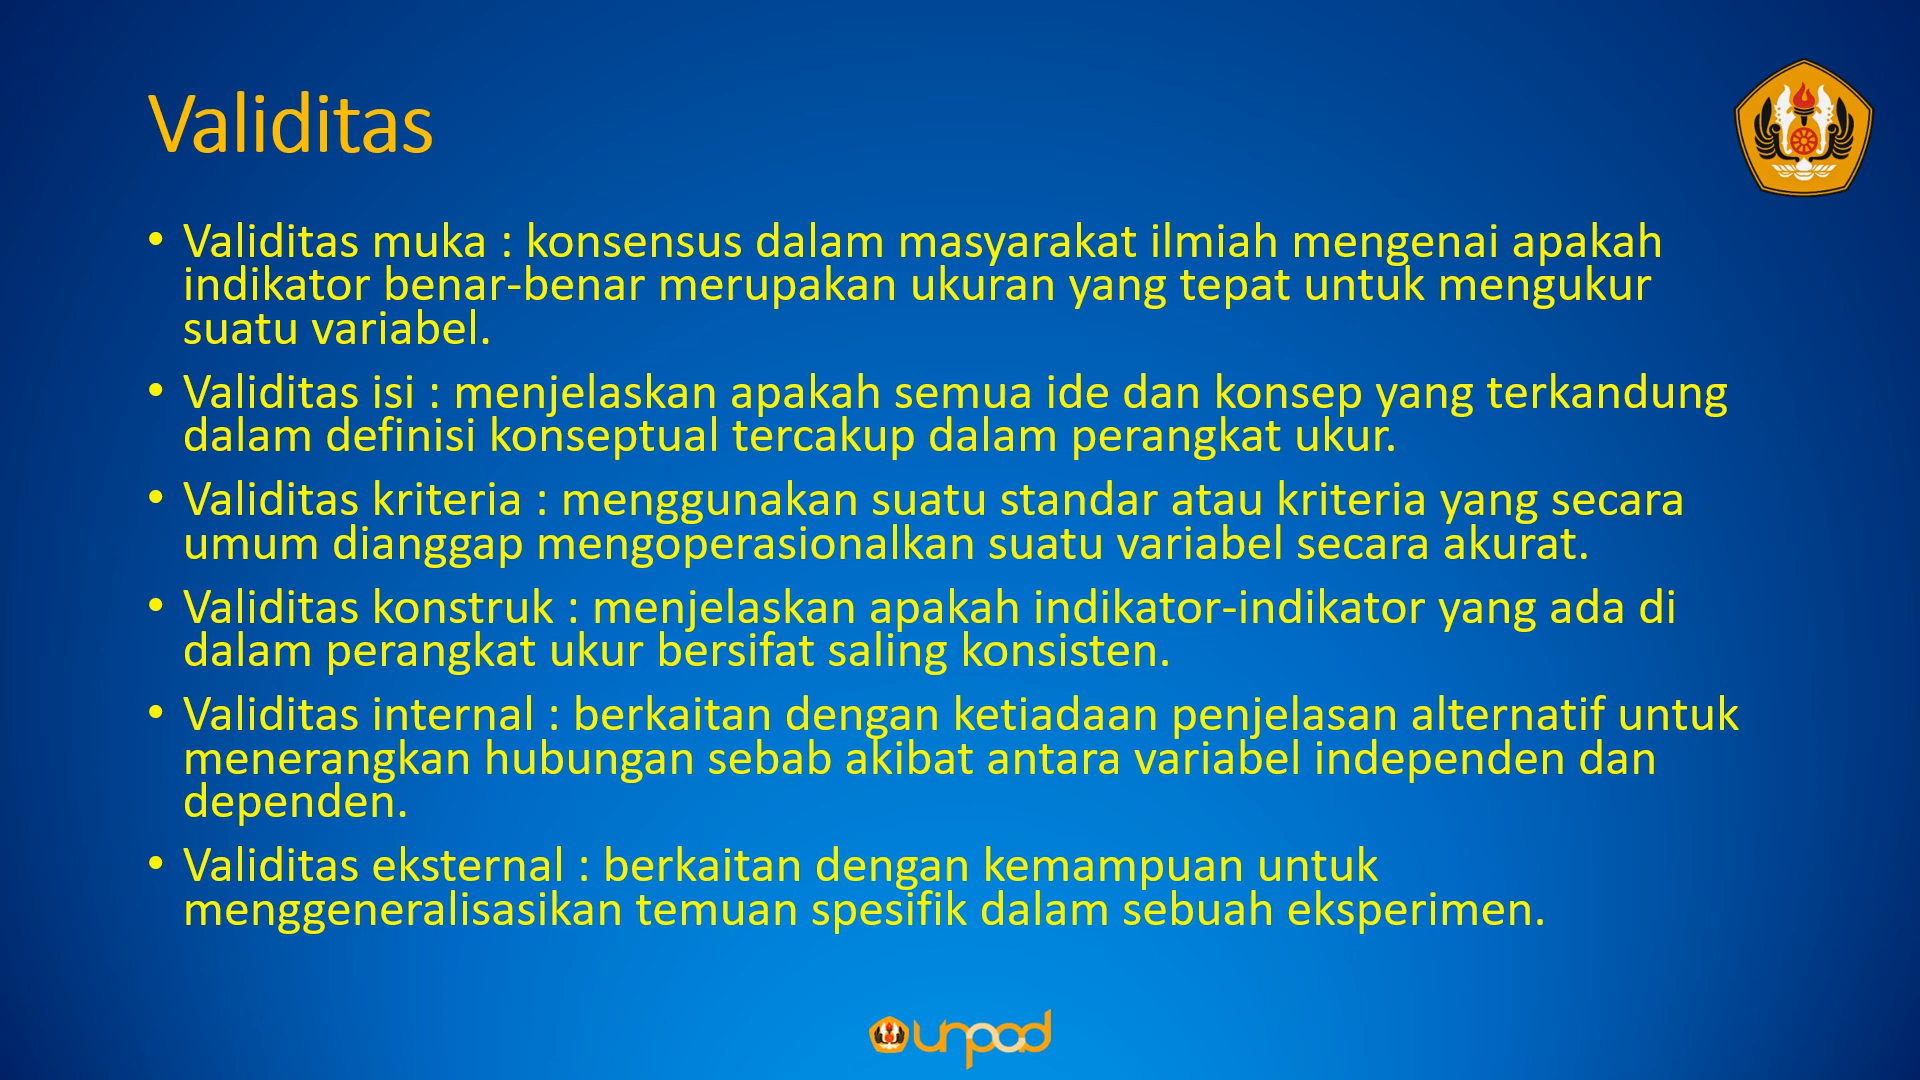 Validitas
• Validitas muka : konsensus dalam masyarakat ilmiah mengenai apakah
indikator benar-benar merupakan ukuran yang tepat untuk mengukur
suatu variabel.
• Validitas isi : menjelaskan apakah semua ide dan konsep yang terkandung
dalam definisi konseptual tercakup dalam perangkat ukur.
• Validitas kriteria : menggunakan suatu standar atau kriteria yang secara
umum dianggap mengoperasionalkan suatu variabel secara akurat.
• Validitas konstruk : menjelaskan apakah indikator-indikator yang ada di
dalam perangkat ukur bersifat saling konsisten.
• Validitas internal : berkaitan dengan ketiadaan penjelasan alternatif untuk
menerangkan hubungan sebab akibat antara variabel independen dan
dependen.
• Validitas eksternal : berkaitan dengan kemampuan untuk
menggeneralisasikan temuan spesifik dalam sebuah eksperimen.
unpad